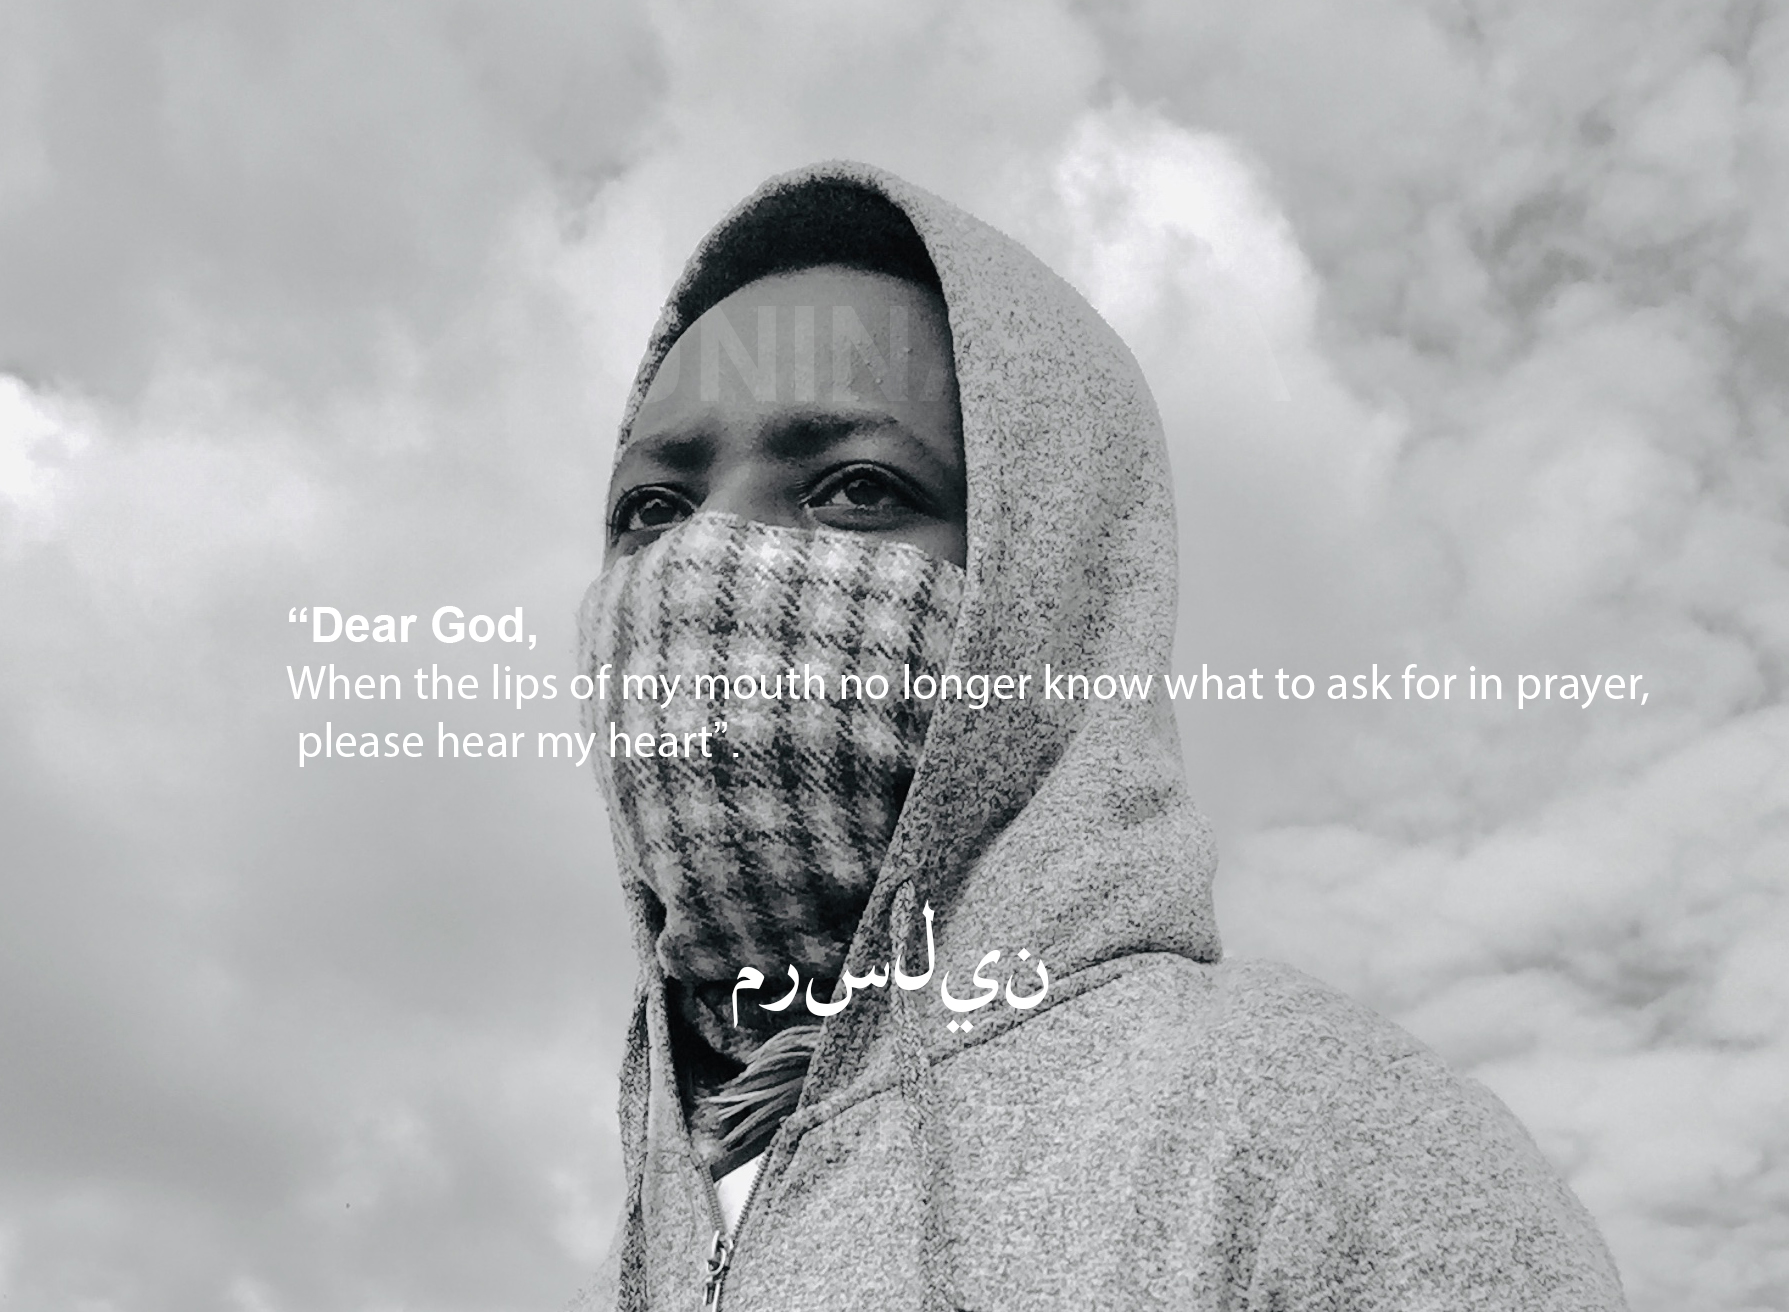 “Dear God,
When the lips of my mouth no longer know what to ask for in prayer,
please hear my heart”.
ن ي ل س ر م